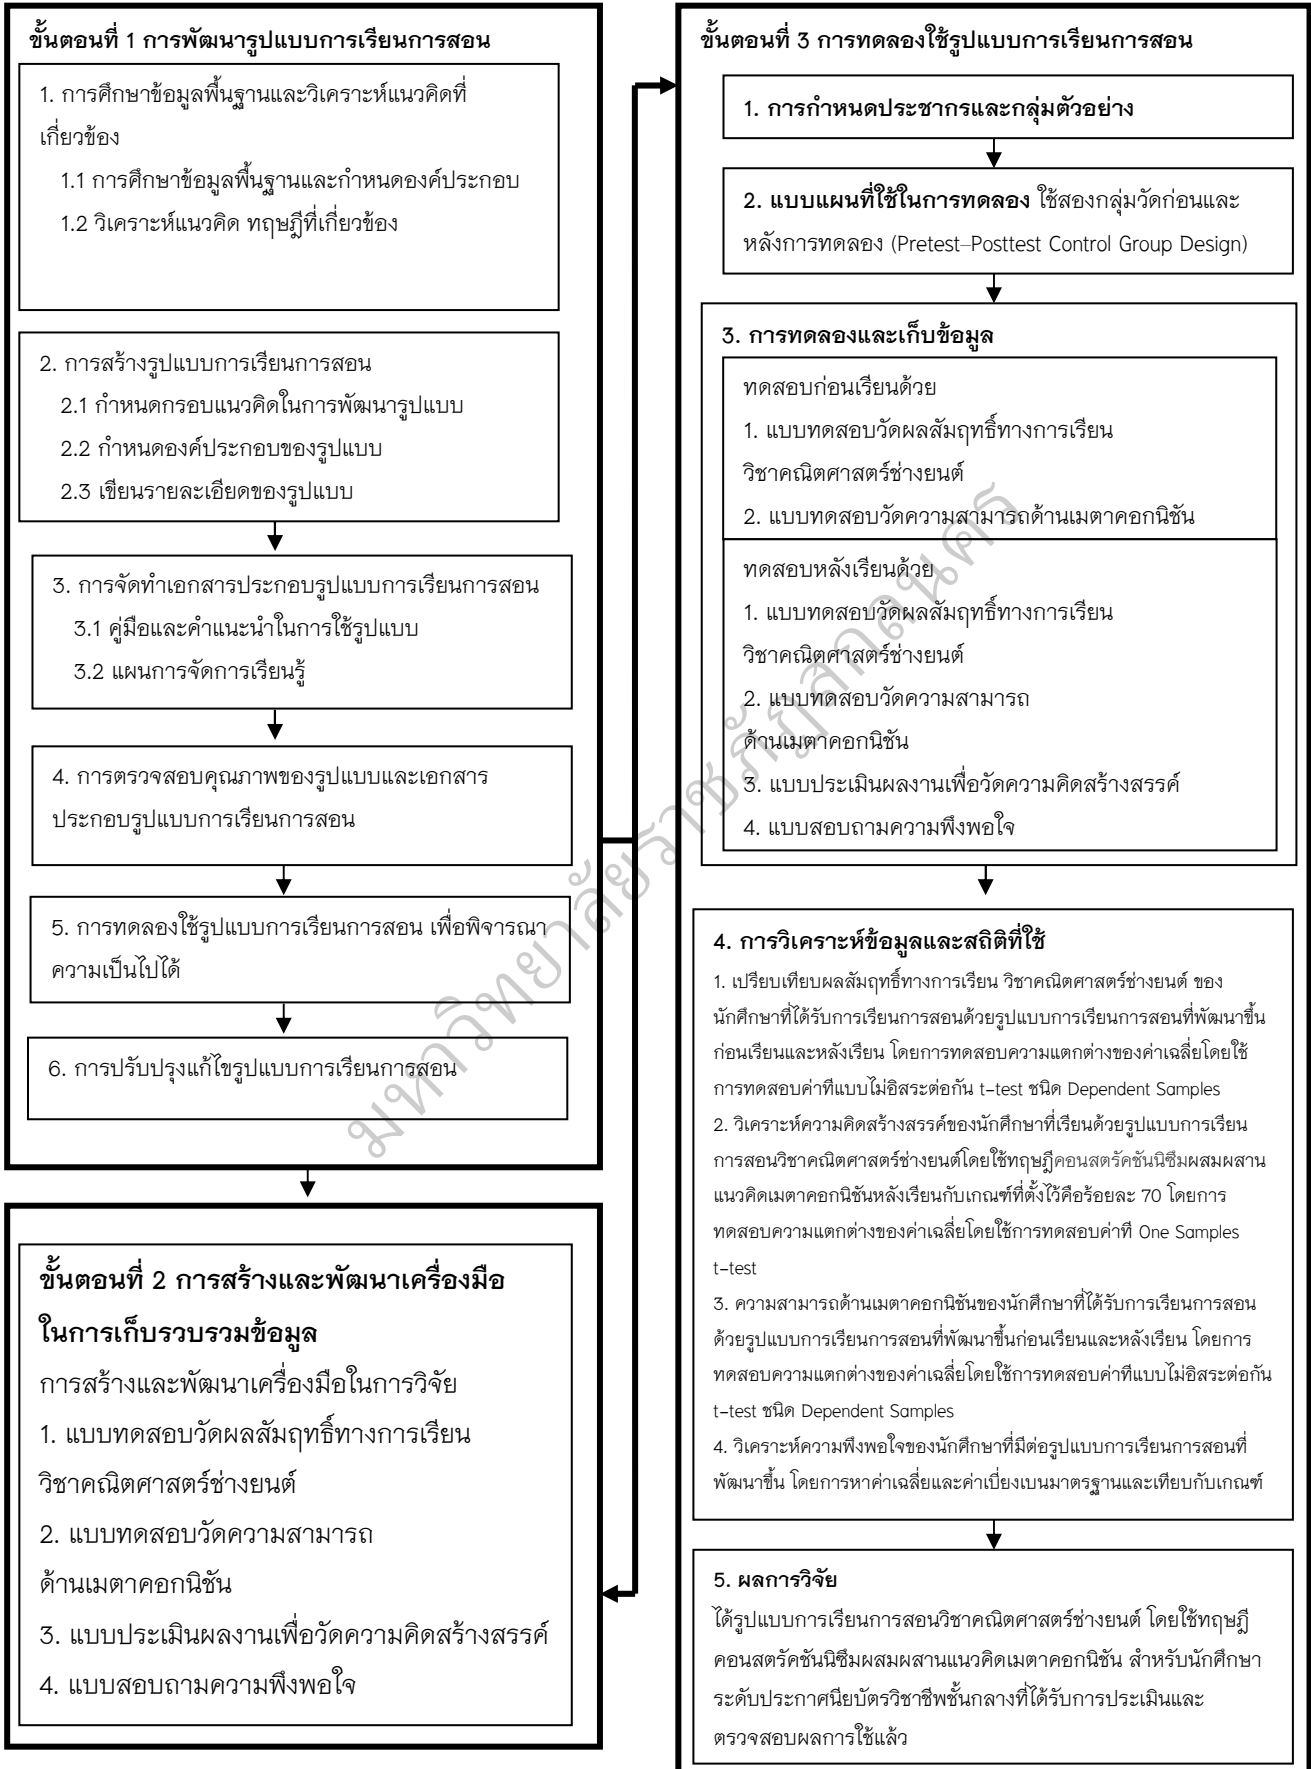 ขั้นตอนที่ 1 การพัฒนารูปแบบการเรียนการสอน
1. การศึกษาข้อมูลพื้นฐานและวิเคราะห์แนวคิดที่
เกี่ยวข้อง
1.1 การศึกษาข้อมูลพื้นฐานและกำหนดองค์ประกอบ
1.2 วิเคราะห์แนวคิด ทฤษฎีที่เกี่ยวข้อง
2. การสร้างรูปแบบการเรียนการสอน
2.1 กำหนดกรอบแนวคิดในการพัฒนารูปแบบ
2.2 กำหนดองค์ประกอบของรูปแบบ
2.3 เขียนรายละเอียดของรูปแบบ
3. การจัดทำเอกสารประกอบรูปแบบการเรียนการสอน
3.1 คู่มือและคำแนะนำในการใช้รูปแบบ
3.2 แผนการจัดการเรียนรู้
4. การตรวจสอบคุณภาพของรูปแบบและเอกสาร
ประกอบรูปแบบการเรียนการสอน
5. การทดลองใช้รูปแบบการเรียนการสอน เพื่อพิจารณา
ความเป็นไปได้
6. การปรับปรุงแก้ไขรูปแบบการเรียนการสอน
ขั้นตอนที่ 2 การสร้างและพัฒนาเครื่องมือ
ในการเก็บรวบรวมข้อมูล
การสร้างและพัฒนาเครื่องมือในการวิจัย
1. แบบทดสอบวัดผลสัมฤทธิ์ทางการเรียน
วิชาคณิตศาสตร์ช่างยนต์
2. แบบทดสอบวัดความสามารถ
ด้านเมตาคอกนิชัน
3. แบบประเมินผลงานเพื่อวัดความคิดสร้างสรรค์
4. แบบสอบถามความพึงพอใจ
ขั้นตอนที่ 3 การทดลองใช้รูปแบบการเรียนการสอน
1. การกำหนดประชากรและกลุ่มตัวอย่าง
2. แบบแผนที่ใช้ในการทดลอง ใช้สองกลุ่มวัดก่อนและ
หลังการทดลอง (Pretest–Posttest Control Group Design)
3. การทดลองและเก็บข้อมูล
ทดสอบก่อนเรียนด้วย
1. แบบทดสอบวัดผลสัมฤทธิ์ทางการเรียน
วิชาคณิตศาสตร์ช่างยนต์
2. แบบทดสอบวัดความสามารถด้านเมตาคอกนิชัน
ทดสอบหลังเรียนด้วย
1. แบบทดสอบวัดผลสัมฤทธิ์ทางการเรียน
วิชาคณิตศาสตร์ช่างยนต์
2. แบบทดสอบวัดความสามารถ
ด้านเมตาคอกนิชัน
3. แบบประเมินผลงานเพื่อวัดความคิดสร้างสรรค์
4. แบบสอบถามความพึงพอใจ
4. การวิเคราะห์ข้อมูลและสถิติที่ใช้
1. เปรียบเทียบผลสัมฤทธิ์ทางการเรียน วิชาคณิตศาสตร์ช่างยนต์ ของ
นักศึกษาที่ได้รับการเรียนการสอนด้วยรูปแบบการเรียนการสอนที่พัฒนาขึ้น
ก่อนเรียนและหลังเรียน โดยการทดสอบความแตกต่างของค่าเฉลี่ยโดยใช้
การทดสอบค่าทีแบบไม่อิสระต่อกัน t-test ชนิด Dependent Samples
2. วิเคราะห์ความคิดสร้างสรรค์ของนักศึกษาที่เรียนด้วยรูปแบบการเรียน
การสอนวิชาคณิตศาสตร์ช่างยนต์โดยใช้ทฤษฎีคอนสตรัคชันนิซึมผสมผสาน
แนวคิดเมตาคอกนิชันหลังเรียนกับเกณฑ์ที่ตั้งไว้คือร้อยละ 70 โดยการ
ทดสอบความแตกต่างของค่าเฉลี่ยโดยใช้การทดสอบค่าที One Samples
t-test
3. ความสามารถด้านเมตาคอกนิชันของนักศึกษาที่ได้รับการเรียนการสอน
ด้วยรูปแบบการเรียนการสอนที่พัฒนาขึ้นก่อนเรียนและหลังเรียน โดยการ
ทดสอบความแตกต่างของค่าเฉลี่ยโดยใช้การทดสอบค่าทีแบบไม่อิสระต่อกัน
t-test ชนิด Dependent Samples
4. วิเคราะห์ความพึงพอใจของนักศึกษาที่มีต่อรูปแบบการเรียนการสอนที่
พัฒนาขึ้น โดยการหาค่าเฉลี่ยและค่าเบี่ยงเบนมาตรฐานและเทียบกับเกณฑ์
5. ผลการวิจัย
ได้รูปแบบการเรียนการสอนวิชาคณิตศาสตร์ช่างยนต์ โดยใช้ทฤษฎี
คอนสตรัคชันนิซึมผสมผสานแนวคิดเมตาคอกนิชัน สำหรับนักศึกษา
ระดับประกาศนียบัตรวิชาชีพชั้นกลางที่ได้รับการประเมินและ
ตรวจสอบผลการใช้แล้ว
มหาวิทยาลัยราชภัฏสกลนคร